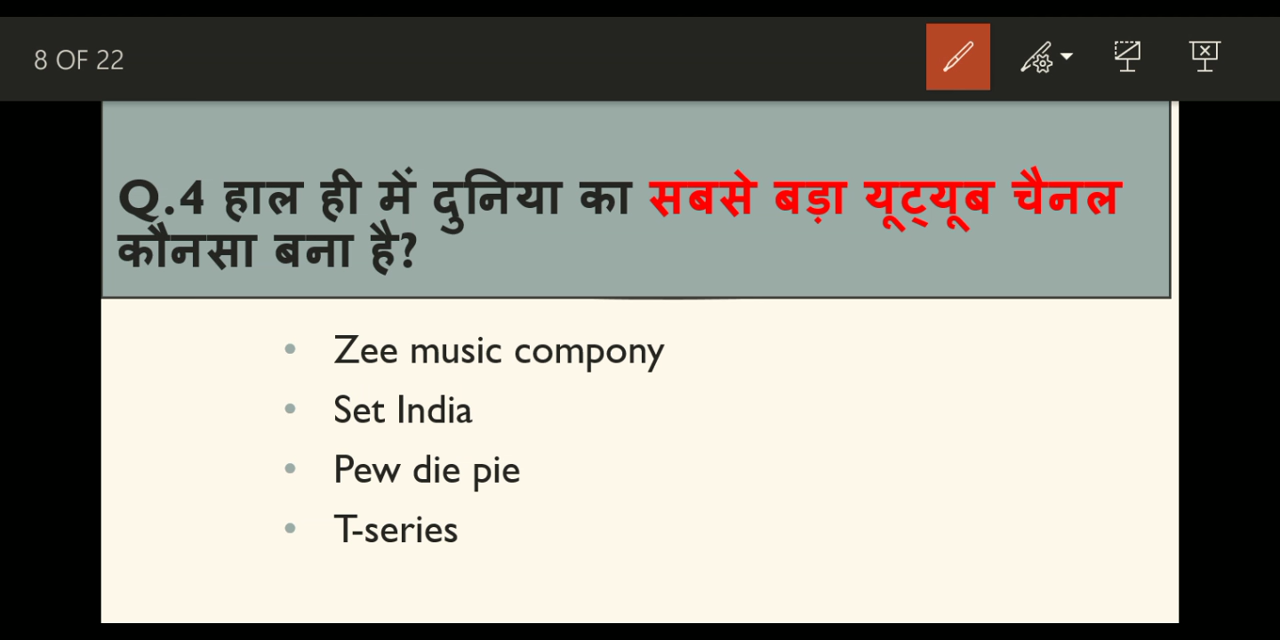 8 OF 22
Q.4 हाल ही में दुनिया का सबसे बड़ा यूट्यूब चैनल
कौनसा बना है?
• Zee music compony
• Set India
• Pew die pie
• T-series